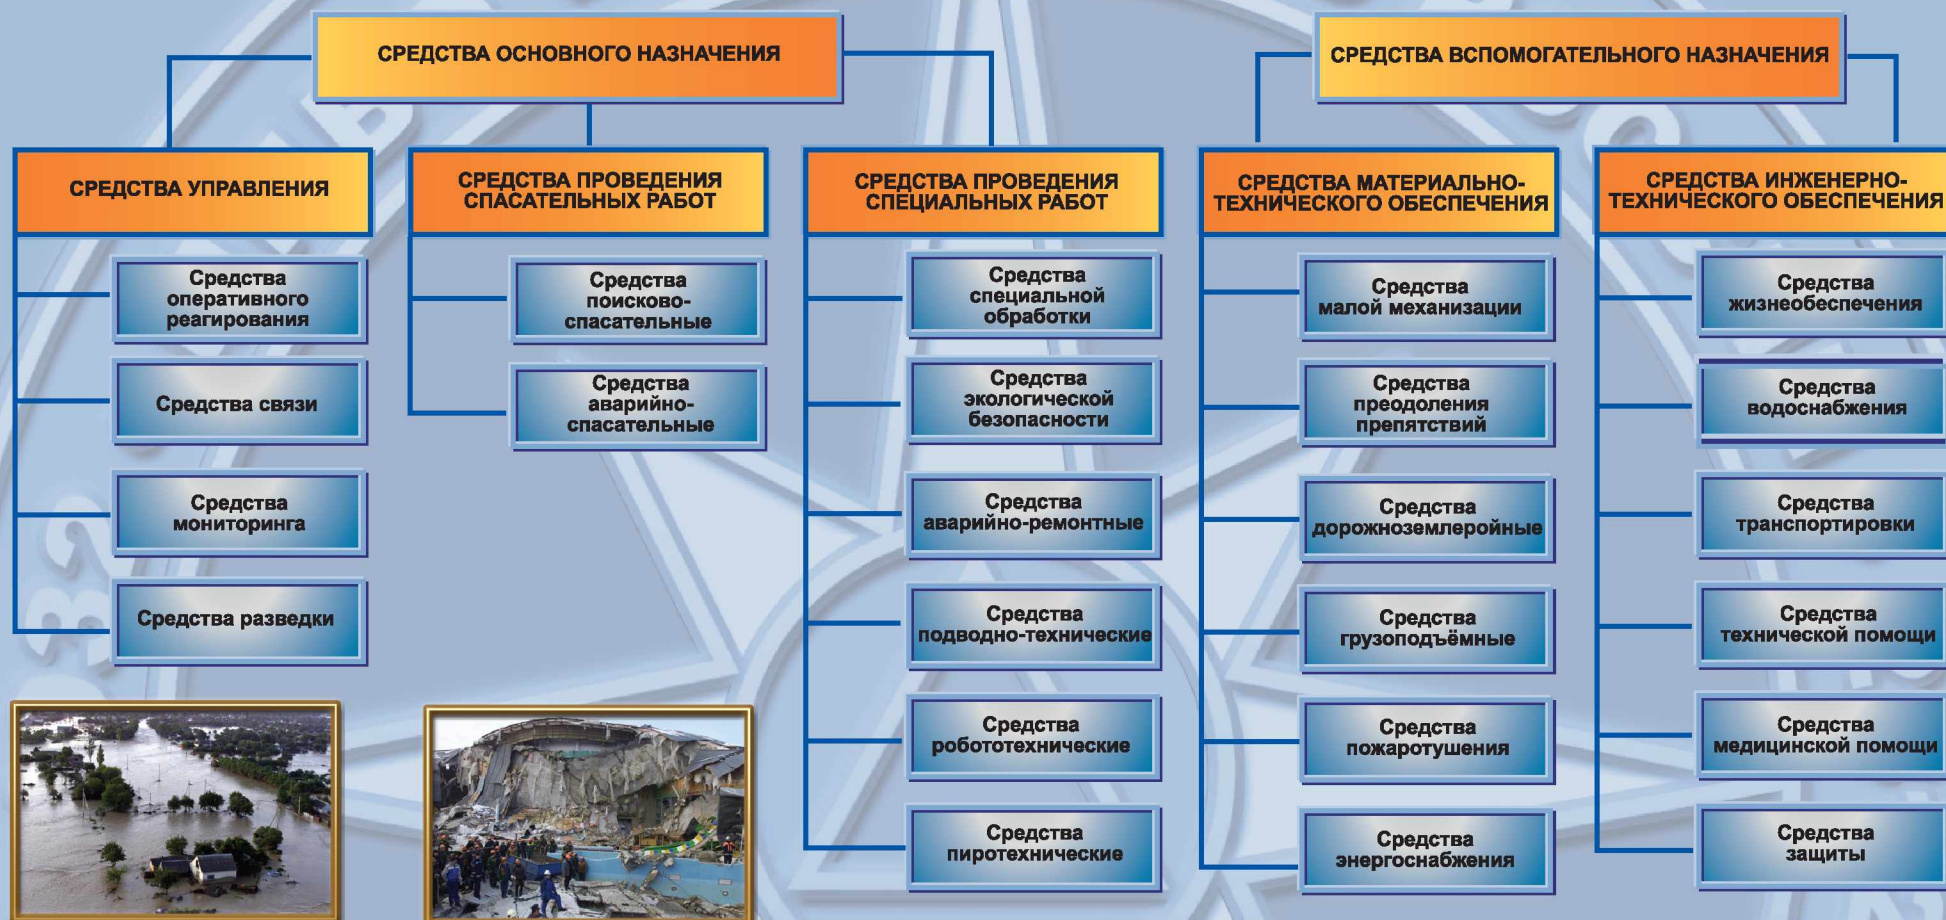 СРЕДСТВА ОСНОВНОГО НАЗНАЧЕНИЯ
СРЕДСТВА ВСПОМОГАТЕЛЬНОГО НАЗНАЧЕНИЯ
СРЕДСТВА УПРАВЛЕНИЯ
Средства
оперативного
реагирования
Средства связи
Средства
мониторинга
Средства разведки
СРЕДСТВА ПРОВЕДЕНИЯ
СПАСАТЕЛЬНЫХ РАБОТ
Средства
поисково-
спасательные
Средства
аварийно-
спасательные
СРЕДСТВА ПРОВЕДЕНИЯ
СПЕЦИАЛЬНЫХ РАБОТ
Средства
специальной
обработки
Средства
экологической
безопасности
Средства
аварийно-ремонтные
Средства
подводно-технические
Средства
робототехнические
Средства
пиротехнические
СРЕДСТВА МАТЕРИАЛЬНО-
ТЕХНИЧЕСКОГО ОБЕСПЕЧЕНИЯ
Средства
малой механизации
Средства
преодоления
препятствий
Средства
дорожноземлеройные
Средства
грузоподъёмные
Средства
пожаротушения
Средства
энергоснабжения
СРЕДСТВА ИНЖЕНЕРНО-
ТЕХНИЧЕСКОГО ОБЕСПЕЧЕНИЯ
Средства
жизнеобеспечения
Средства
водоснабжения
Средства
транспортировки
Средства
технической помощи
Средства
медицинской помощи
Средства
защиты